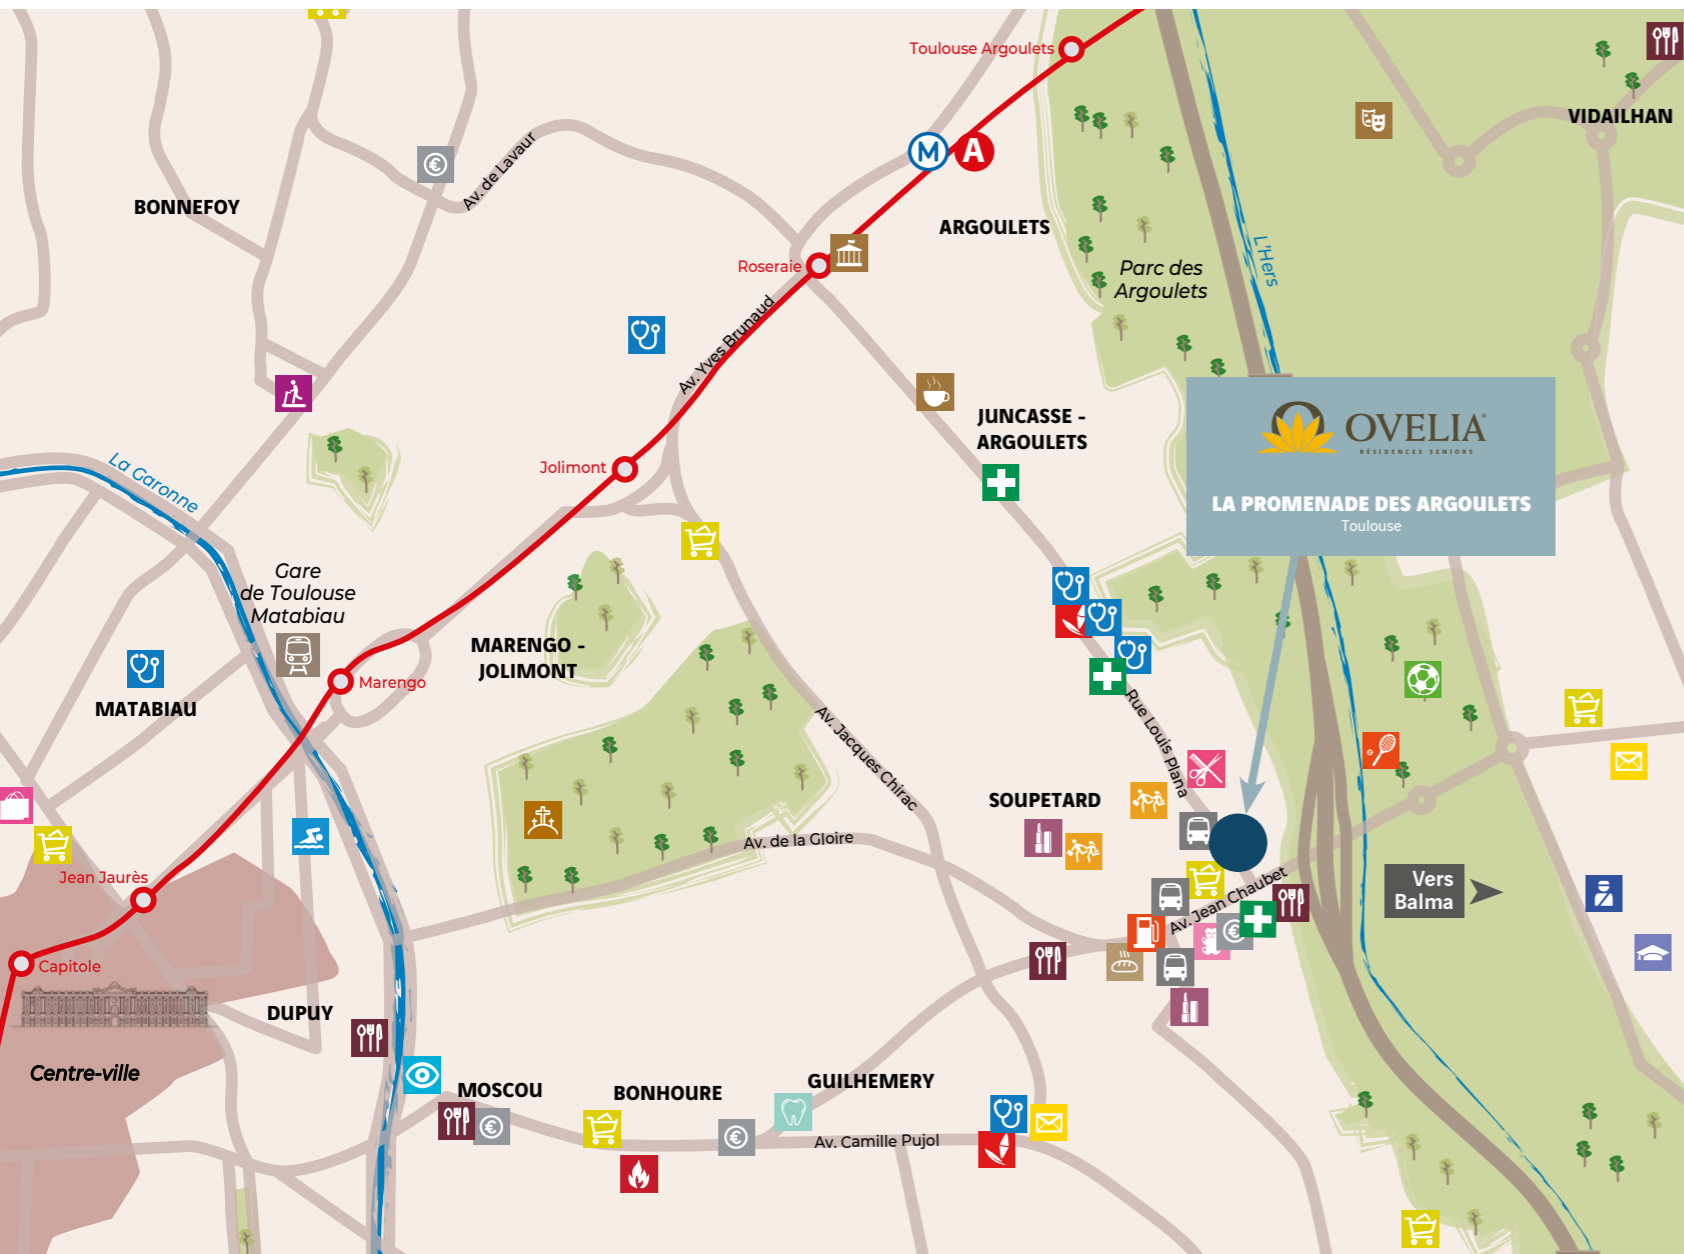 Toulouse Argoulets
VIDAILHAN
M
A
Av. de Lavaur
BONNEFOY
ARGOULETS
L'Hers
Roseraie
Parc des
Argoulets
Av. Yves Brunaud
JUNCASSE -
ARGOULETS
OVELIA®
RÉSIDENCES SENIORS
LA PROMENADE DES ARGOULETS
Toulouse
Jolimont
La Garonne
Gare
de Toulouse
Matabiau
MARENGO -
JOLIMONT
Marengo
MATABIAU
Rue Louis Plana
Av. Jacques Chirac
SOUPETARD
Av. de la Gloire
Jean Jaurès
Vers
Balma
Av. Jean Chaubet
€
€
Capitole
DUPUY
Centre-ville
MOSCOU
BONHOURE
GUILHEMERY
€
€
Av. Camille Pujol